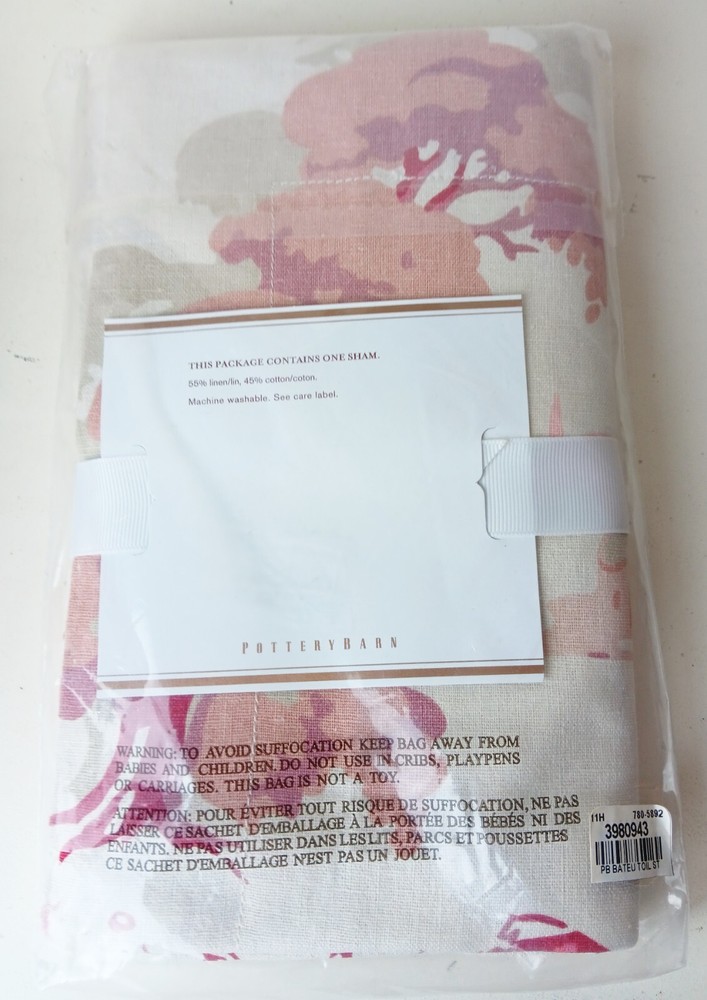 THIS PACKAGE CONTAINS ONE SHAM.
55% linen/lin, 45% cotton/coton.
Machine washable. See care label.
POTTERYBARN
WARNING: TO AVOID SUFFOCATION KEEP BAG AWAY FROM
BABIES AND CHILDREN. DO NOT USE IN CRIBS, PLAYPENS
OR CARRIAGES. THIS BAG IS NOT A TOY.
ATTENTION: POUR EVITER TOUT RISQUE DE SUFFOCATION, NE PAS
LAISSER CE SACHET D'EMBALLAGE À LA PORTÉE DES BÉBÉS NI DES
ENFANTS. NE PAS UTILISER DANS LES LITS, PARCS ET POUSSETTES
CE SACHET D'EMBALLAGE N'EST PAS UN JOUET.
11H 780-5892
3980943
PB BATEU TOIL ST